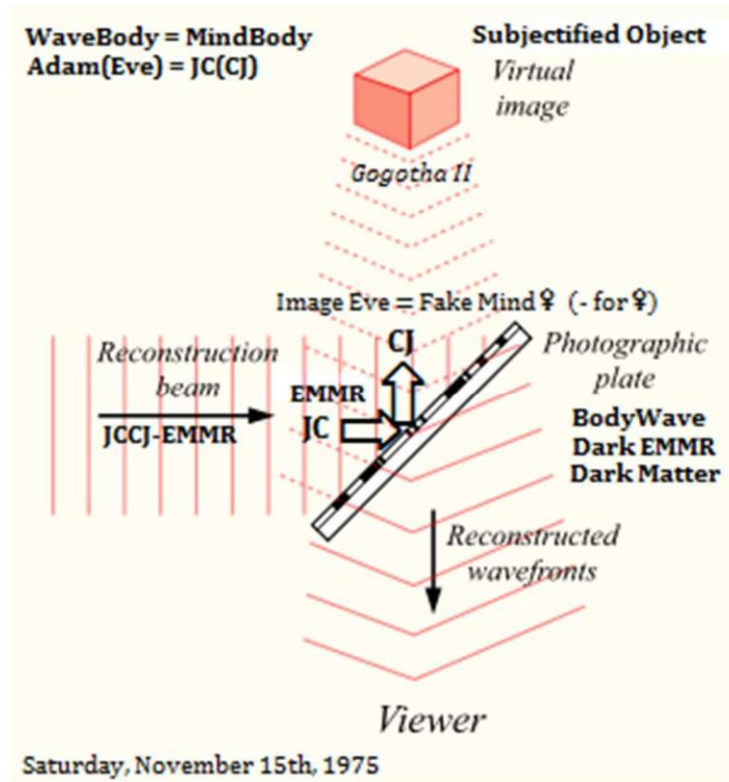 WaveBody = MindBody
Adam(Eve) = JC(CJ)
Subjectified Object
Virtual
image
Gogotha II
Image Eve = Fake Mind♀ (- for♀)
CJ
Photographic
plate
Reconstruction
beam
EMMR
JC
JCCJ-EMMR
BodyWave
Dark EMMR
Dark Matter
Reconstructed
wavefronts
Viewer
Saturday, November 15th, 1975